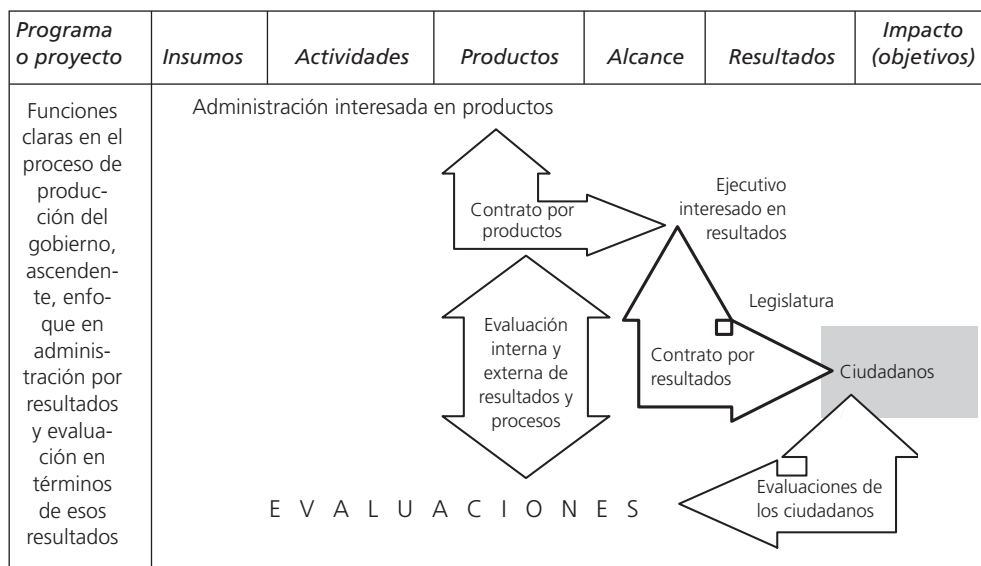 Programa
o proyecto
Insumos
Actividades
Productos
Alcance
Resultados
Impacto
(objetivos)
Funciones
claras en el
proceso de
produc-
ción del
gobierno,
ascenden-
te, enfo-
que en
adminis-
tración por
resultados
y evalua-
ción en
términos
de esos
resultados
Administración interesada en productos
Contrato por
productos
Ejecutivo
interesado en
resultados
Legislatura
Evaluación
interna y
externa de
resultados y
procesos
Contrato por
resultados
Ciudadanos
Evaluaciones de
los ciudadanos
E V A L U A C I O N E S